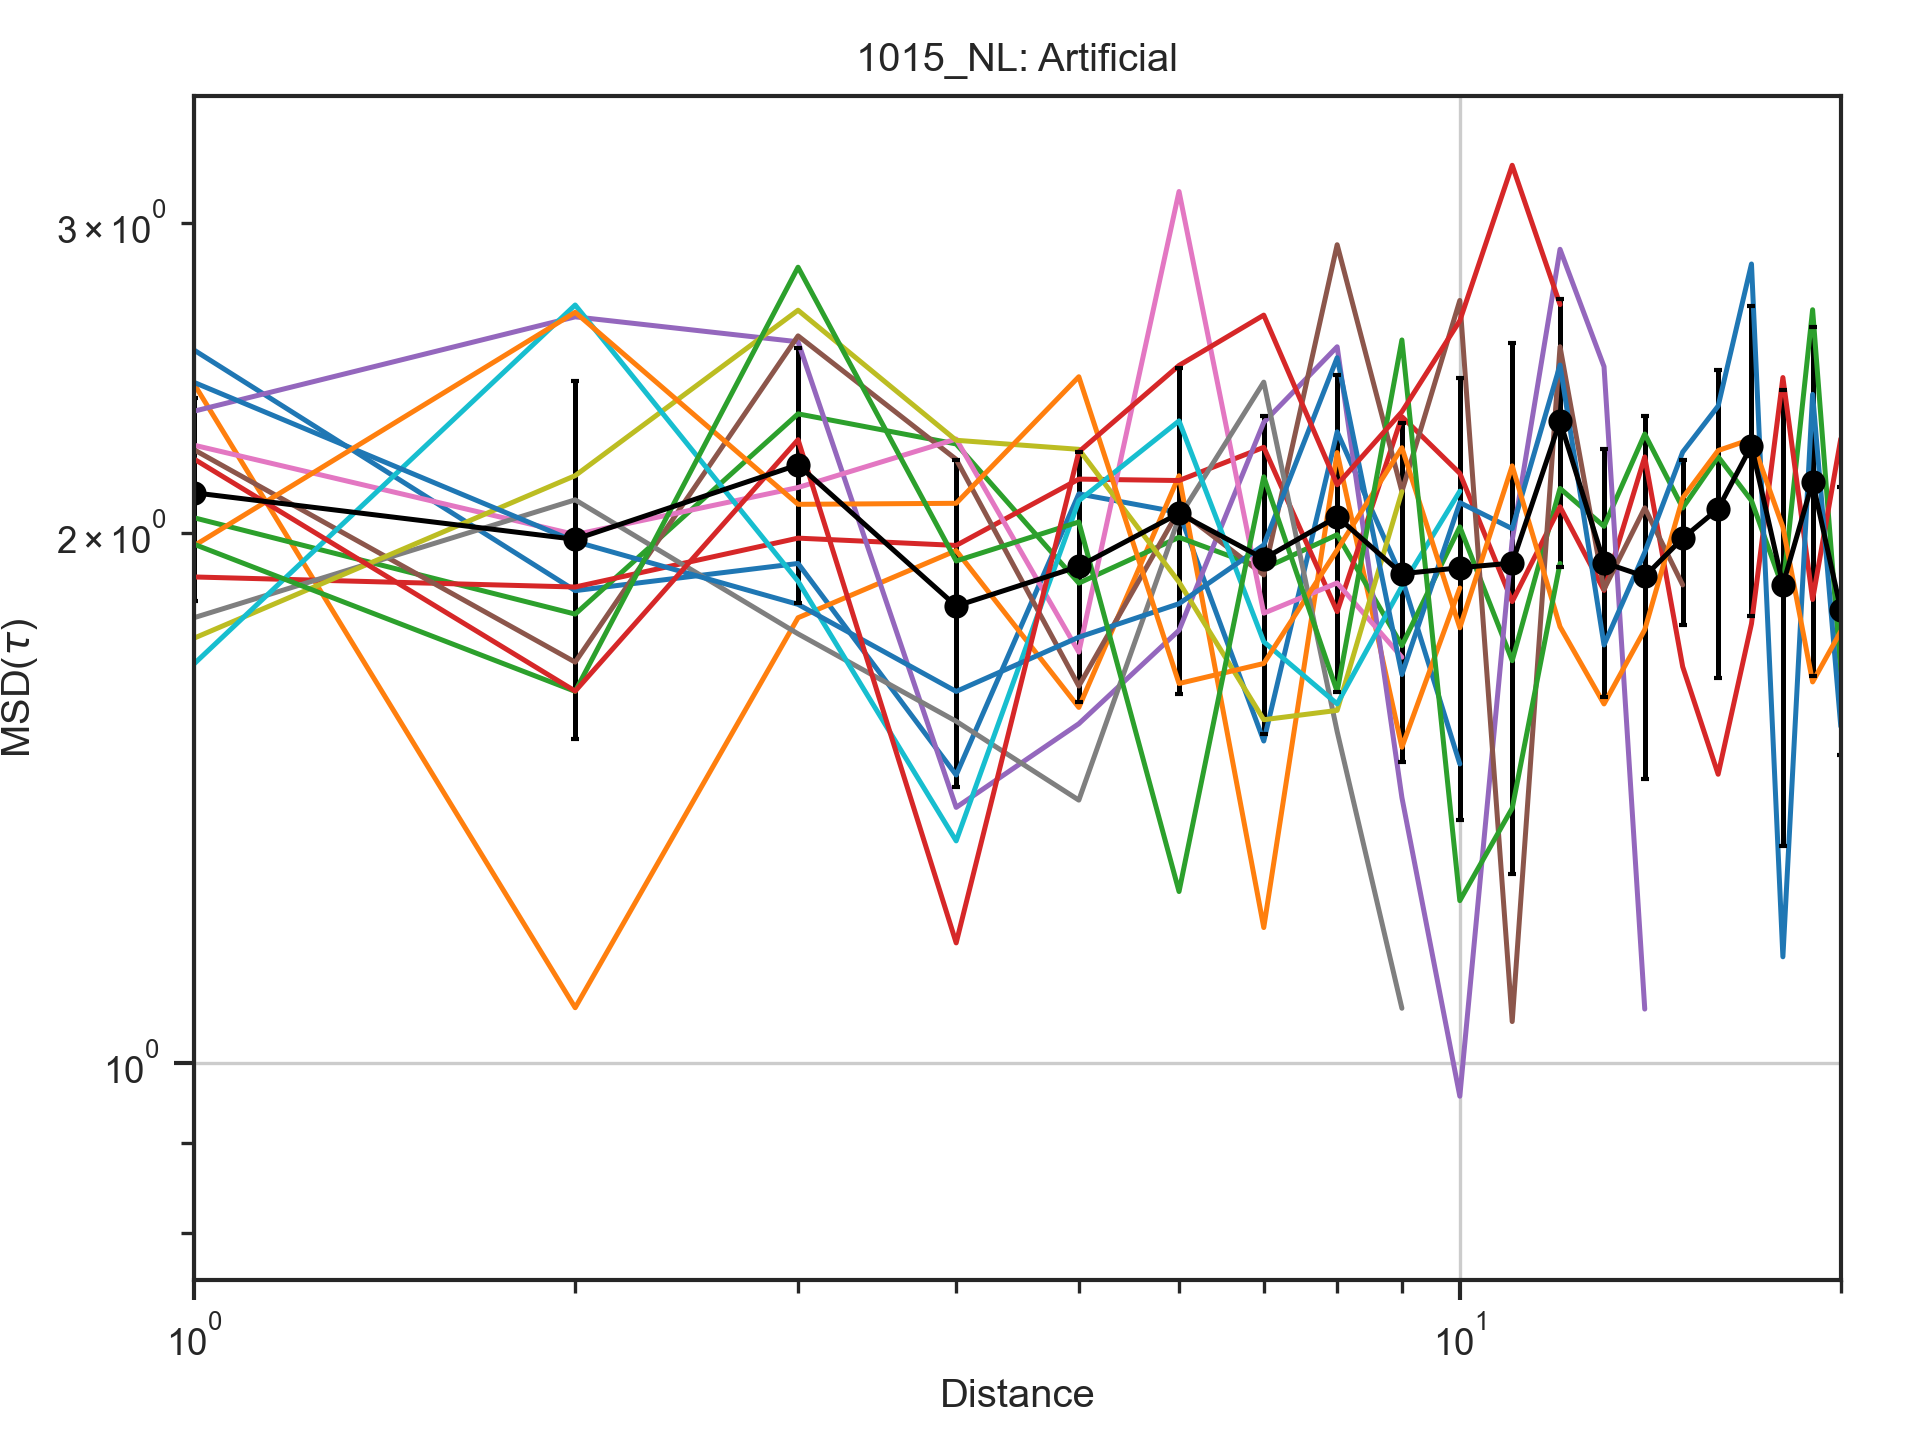 1015_NL: Artificial
3 × 10⁰
2 × 10⁰
10⁰
MSD(τ)
10⁰
10¹
Distance